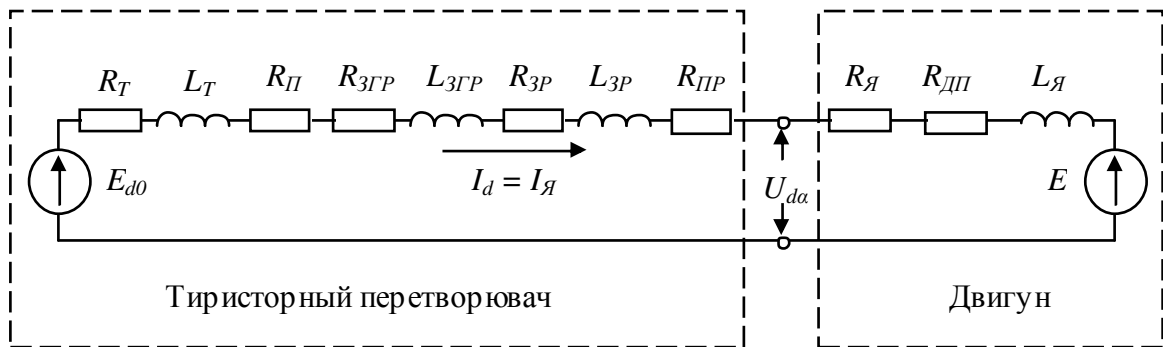 R_T L_T R_П R_ЗГР L_ЗГР R_ЗР L_ЗР R_ПР R_Я R_ДП L_Я
E_d0 I_d = I_Я U_dα E
Тиристорный перетворювач Двигун